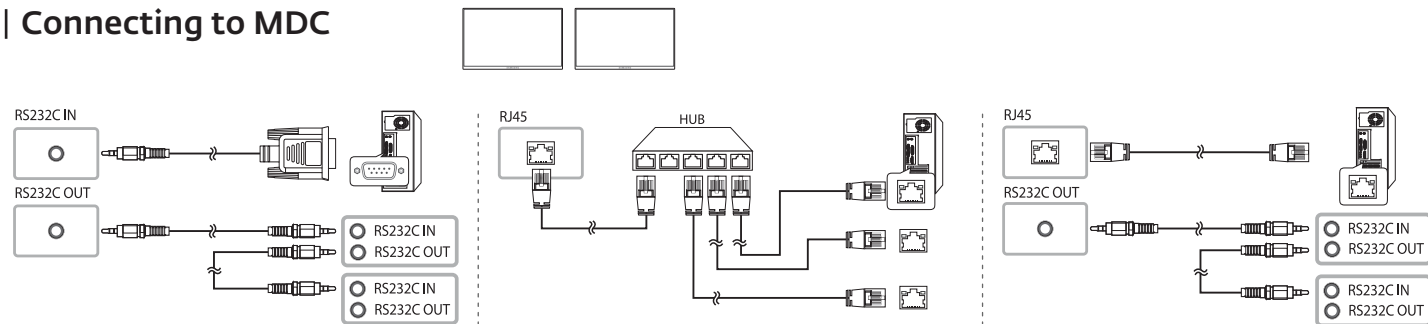 | Connecting to MDC
RS232C IN
RS232C OUT
RS232C IN
RS232C OUT
RS232C IN
RS232C OUT
RJ45
HUB
RJ45
RS232C OUT
RS232C IN
RS232C OUT
RS232C IN
RS232C OUT